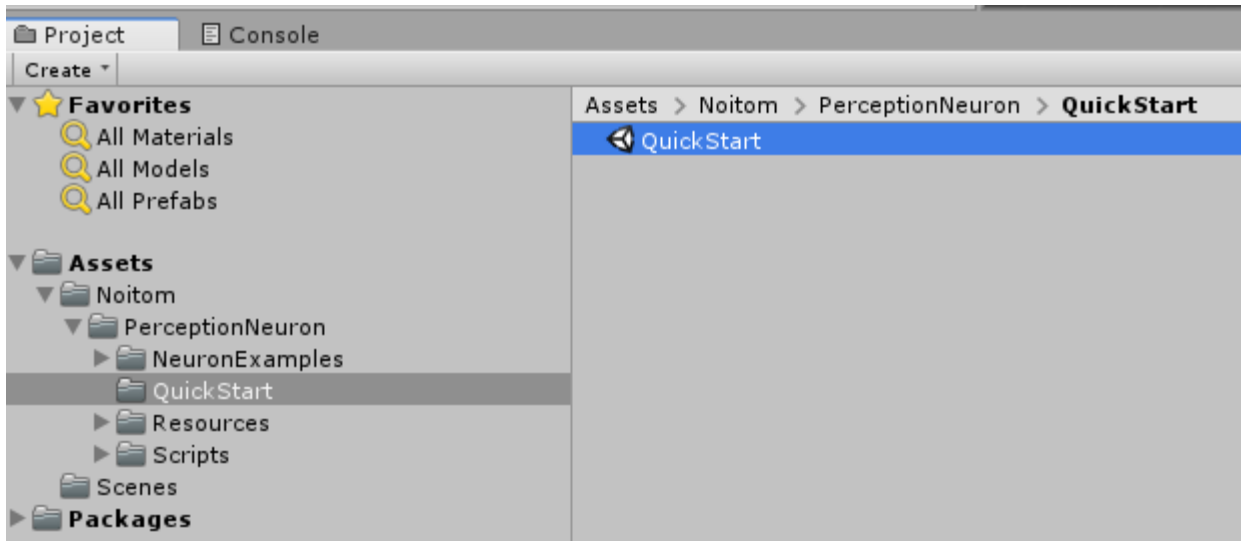 Project Console
Create
Favorites
All Materials
All Models
All Prefabs
Assets
Noitom
PerceptionNeuron
NeuronExamples
QuickStart
Resources
Scripts
Scenes
Packages
Assets > Noitom > PerceptionNeuron > QuickStart
QuickStart